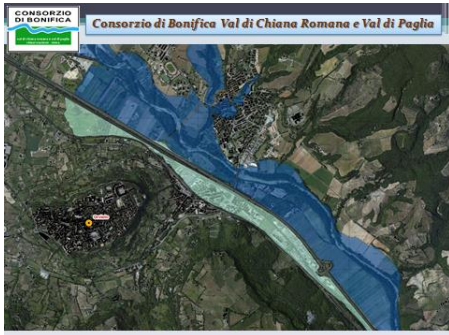 CONSORZIO
DI BONIFICA
Consorzio di Bonifica Val di Chiana Romana e Val di Paglia